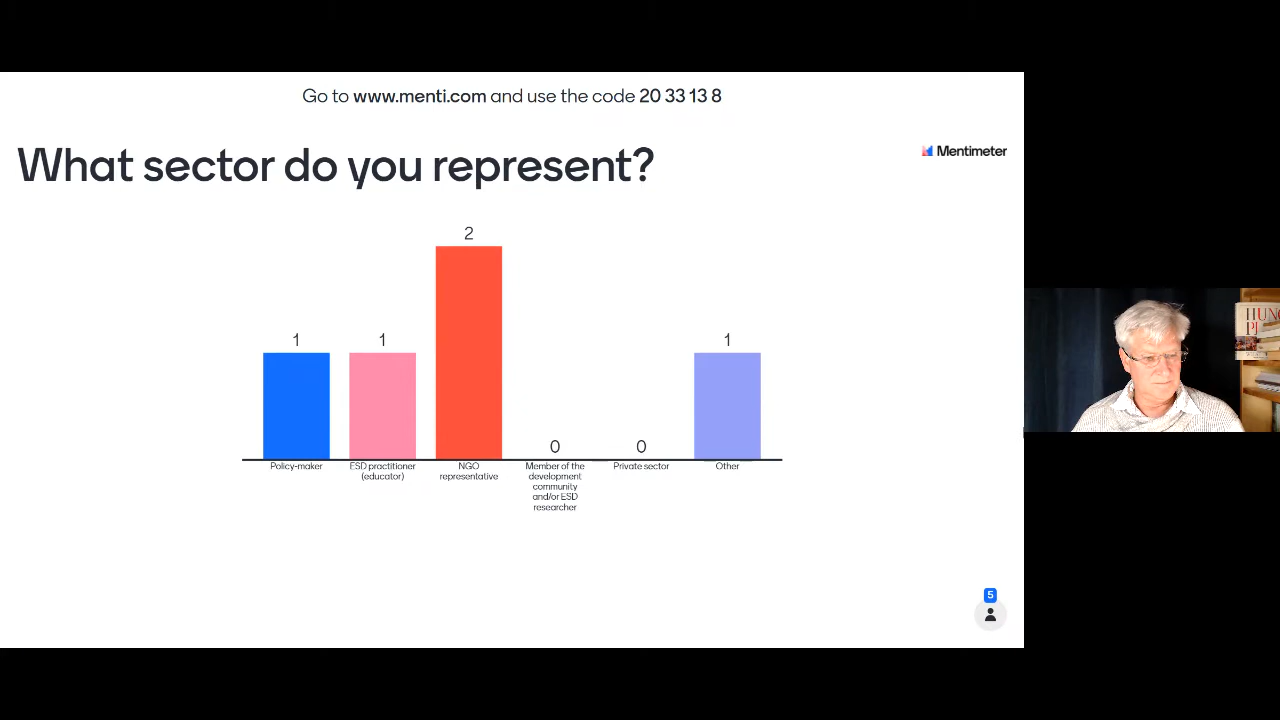 Go to www.menti.com and use the code 20 33 13 8
What sector do you represent?
Mentimeter
2
1
1
1
0
0
Policy-maker
ESD practitioner
(educator)
NGO
representative
Member of the
development
community
and/or ESD
researcher
Private sector
Other
5